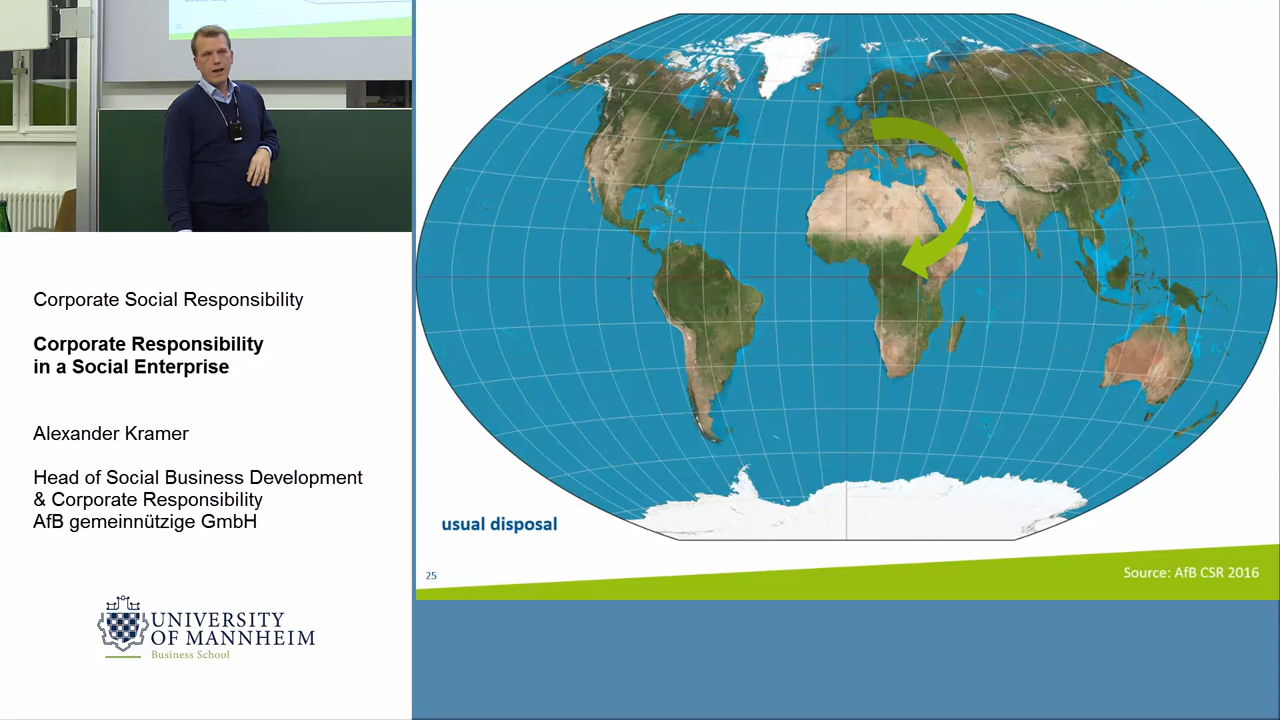 Corporate Social Responsibility
Corporate Responsibility
in a Social Enterprise
Alexander Kramer
Head of Social Business Development
& Corporate Responsibility
AfB gemeinnützige GmbH
UNIVERSITY
OF MANNHEIM
Business School
usual disposal
25
Source: AfB CSR 2016